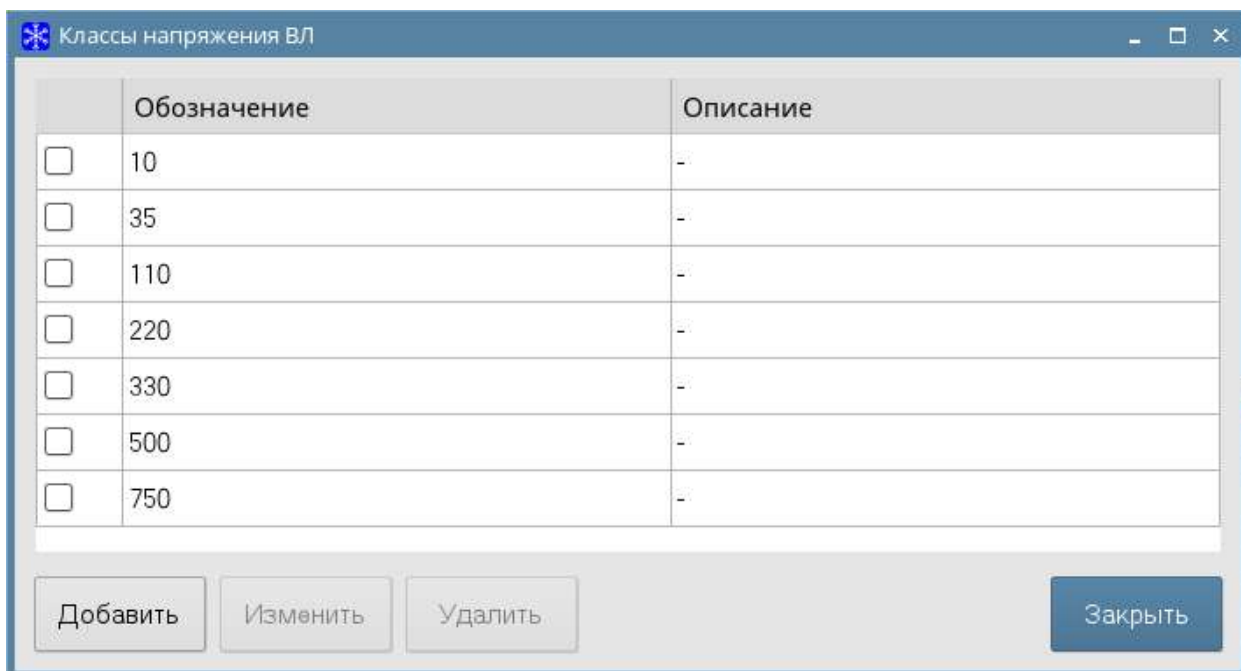 Классы напряжения ВЛ
Обозначение Описание
10 -
35 -
110 -
220 -
330 -
500 -
750 -
Добавить Изменить Удалить Закрыть